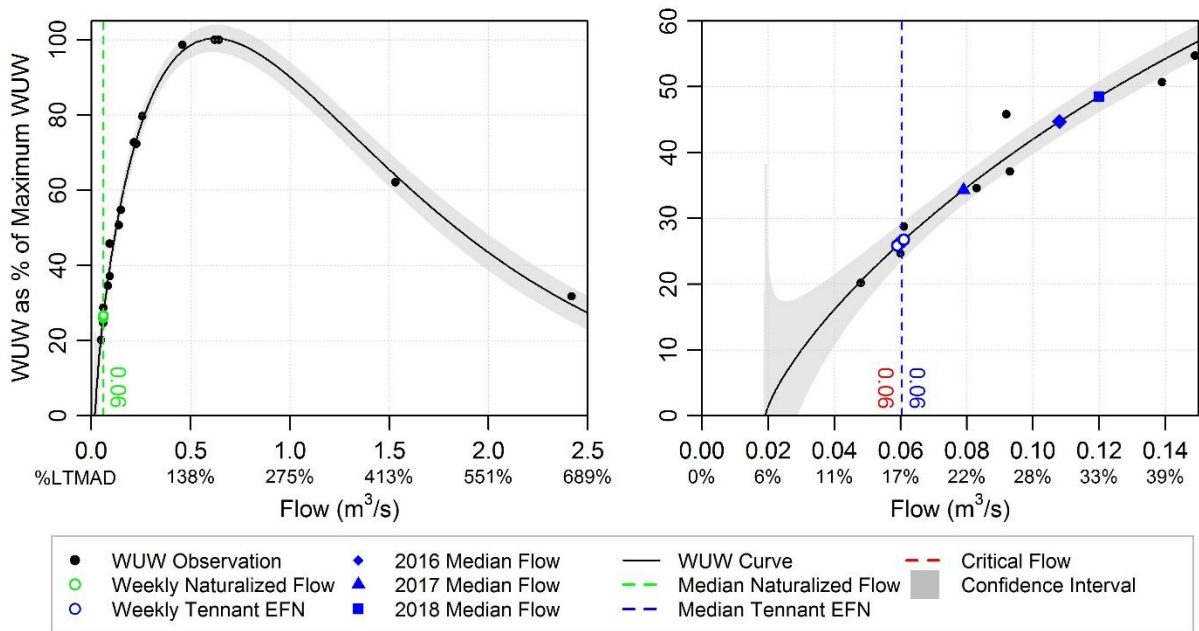 WUW as % of Maximum WUW
100
80
60
40
20
0
0.06
0.0 0.5 1.0 1.5 2.0 2.5
%LTMAD 138% 275% 413% 551% 689%
Flow (m³/s)
60
50
40
30
20
10
0
0.06 0.06
0.00 0.02 0.04 0.06 0.08 0.10 0.12 0.14
0% 6% 11% 17% 22% 28% 33% 39%
Flow (m³/s)
WUW Observation 2016 Median Flow WUW Curve Critical Flow
Weekly Naturalized Flow 2017 Median Flow Median Naturalized Flow Confidence Interval
Weekly Tennant EFN 2018 Median Flow Median Tennant EFN